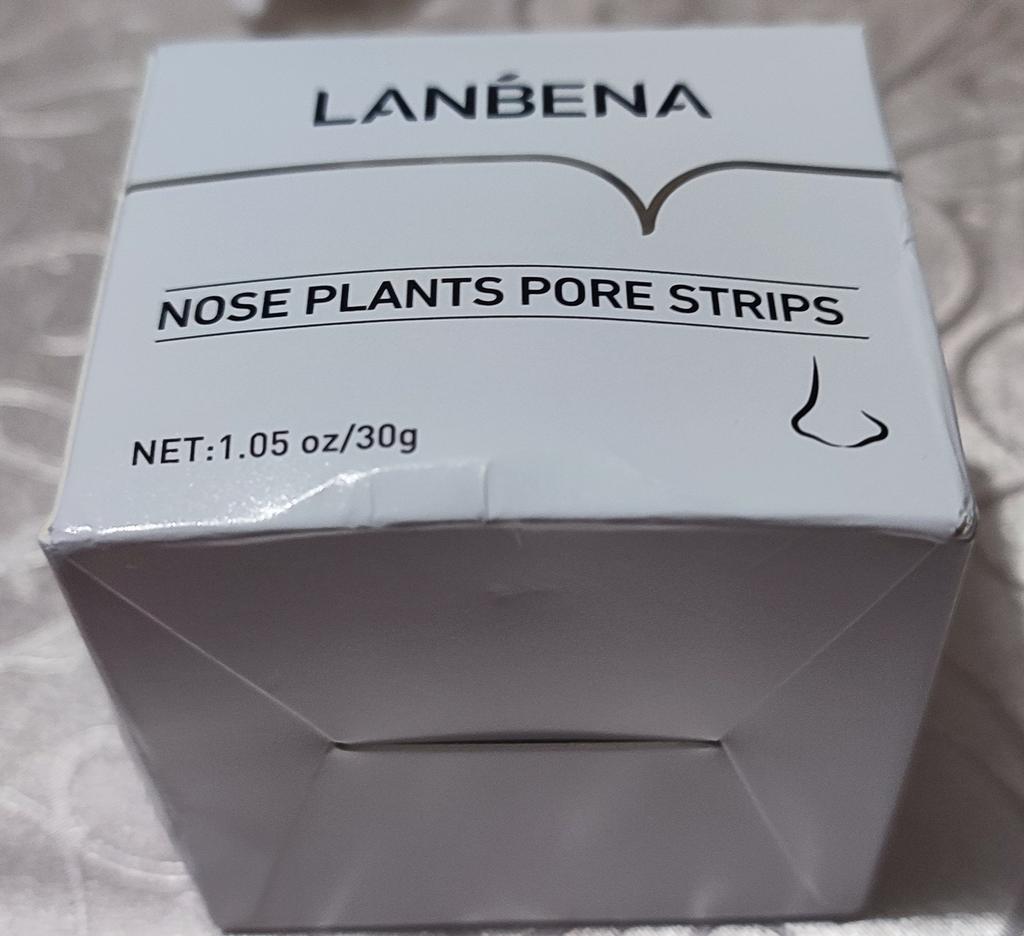 LANBENA
NOSE PLANTS PORE STRIPS
NET:1.05 oz/30g